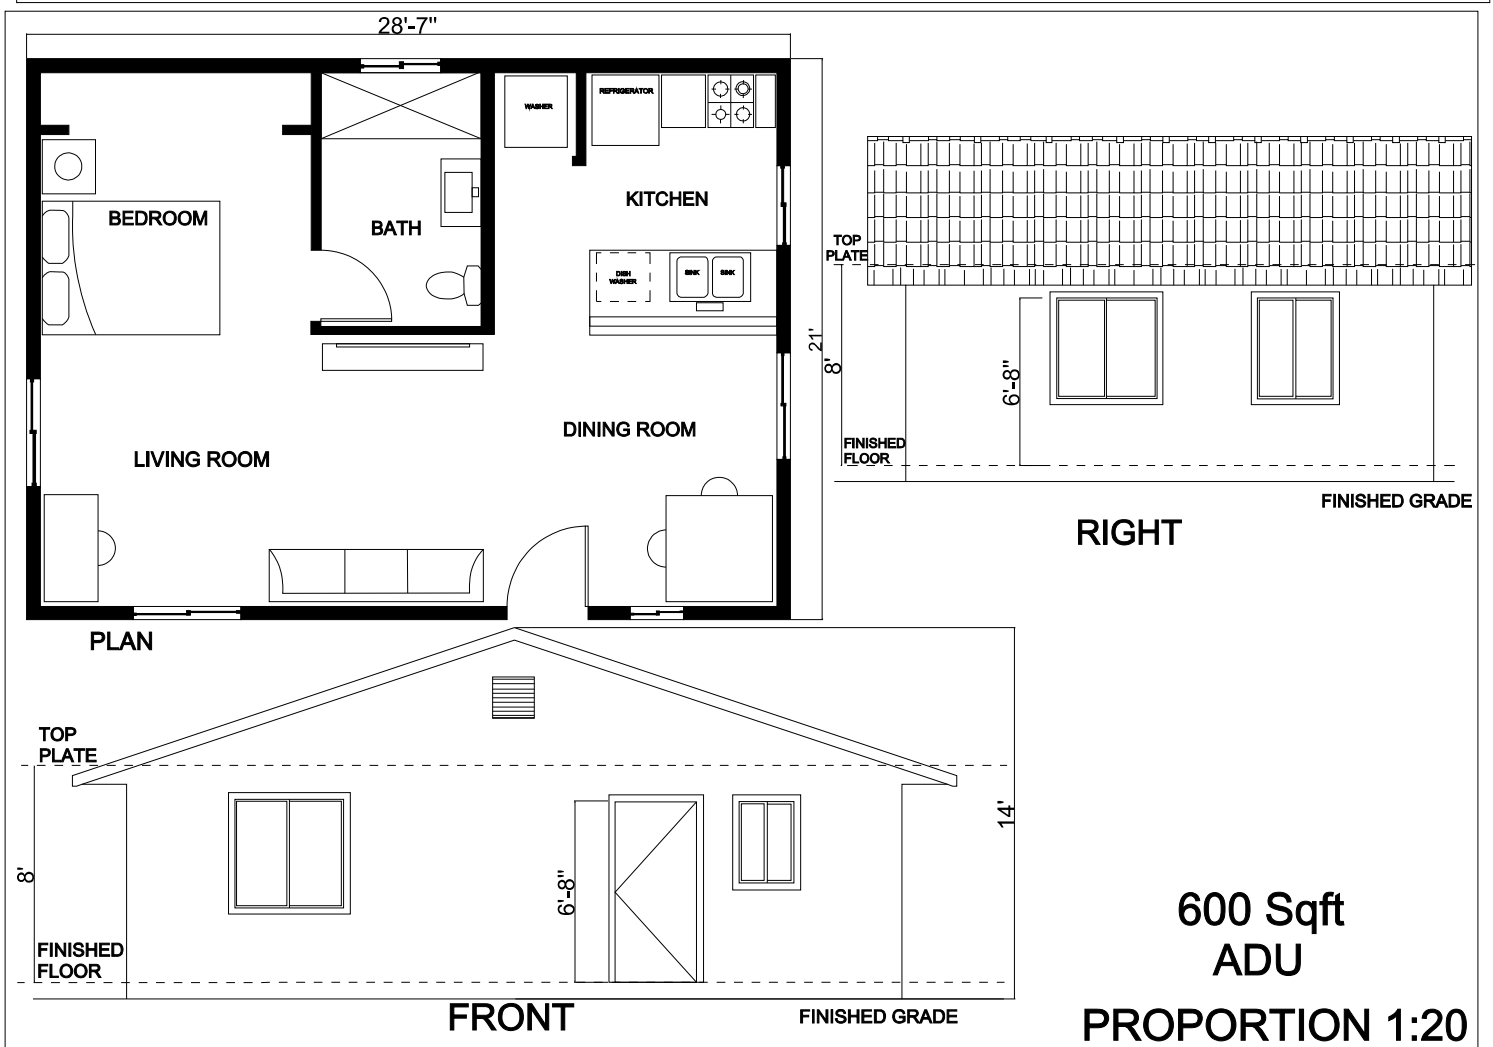 28'-7"
WASHER
REFRIGERATOR
KITCHEN
BEDROOM
BATH
DISH
WASHER
SINK
SINK
21'
DINING ROOM
LIVING ROOM
PLAN
TOP
PLATE
8'
6'-8"
FINISHED
FLOOR
FINISHED GRADE
RIGHT
TOP
PLATE
14'
8'
6'-8"
FINISHED
FLOOR
FRONT
FINISHED GRADE
600 Sqft
ADU
PROPORTION 1:20